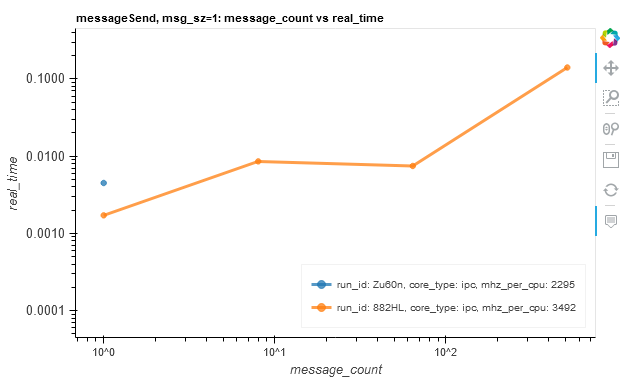 messageSend, msg_sz=1: message_count vs real_time
0.1000
0.0100
0.0010
0.0001
real_time
run_id: Zu60n, core_type: ipc, mhz_per_cpu: 2295
run_id: 882HL, core_type: ipc, mhz_per_cpu: 3492
10^0
10^1
10^2
message_count